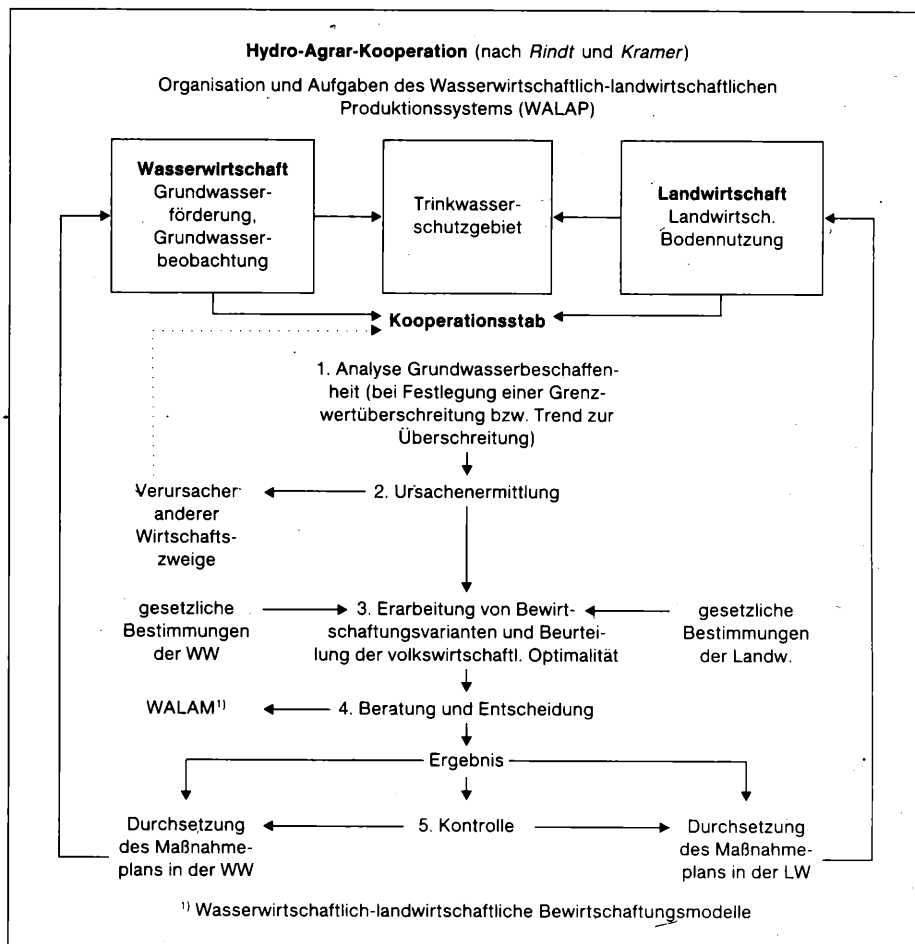 Hydro-Agrar-Kooperation (nach Rindt und Kramer)
Organisation und Aufgaben des Wasserwirtschaftlich-landwirtschaftlichen
Produktionssystems (WALAP)
Wasserwirtschaft
Grundwasser-
förderung,
Grundwasser-
beobachtung
Trinkwasser-
schutzgebiet
Landwirtschaft
Landwirtsch.
Bodennutzung
Kooperationsstab
1. Analyse Grundwasserbeschaffen-
heit (bei Festlegung einer Grenz-
wertüberschreitung bzw. Trend zur
Überschreitung)
Verursacher
anderer
Wirtschafts-
zweige
2. Ursachenermittlung
gesetzliche
Bestimmungen
der WW
3. Erarbeitung von Bewirt-
schaftungsvarianten und Beurtei-
lung der volkswirtschaftl. Optimalität
gesetzliche
Bestimmungen
der Landw.
WALAM¹⁾
4. Beratung und Entscheidung
Ergebnis
Durchsetzung
des Maßnahme-
plans in der WW
5. Kontrolle
Durchsetzung
des Maßnahme-
plans in der LW
¹⁾ Wasserwirtschaftlich-landwirtschaftliche Bewirtschaftungsmodelle